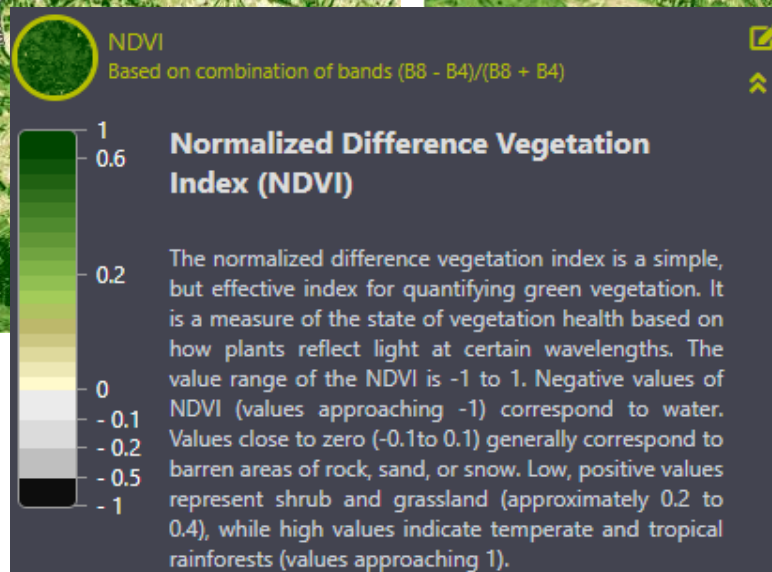 NDVI
Based on combination of bands (B8 - B4)/(B8 + B4)
1
0.6
0.2
0
- 0.1
- 0.2
- 0.5
- 1
Normalized Difference Vegetation
Index (NDVI)
The normalized difference vegetation index is a simple,
but effective index for quantifying green vegetation. It
is a measure of the state of vegetation health based on
how plants reflect light at certain wavelengths. The
value range of the NDVI is -1 to 1. Negative values of
NDVI (values approaching -1) correspond to water.
Values close to zero (-0.1to 0.1) generally correspond to
barren areas of rock, sand, or snow. Low, positive values
represent shrub and grassland (approximately 0.2 to
0.4), while high values indicate temperate and tropical
rainforests (values approaching 1).